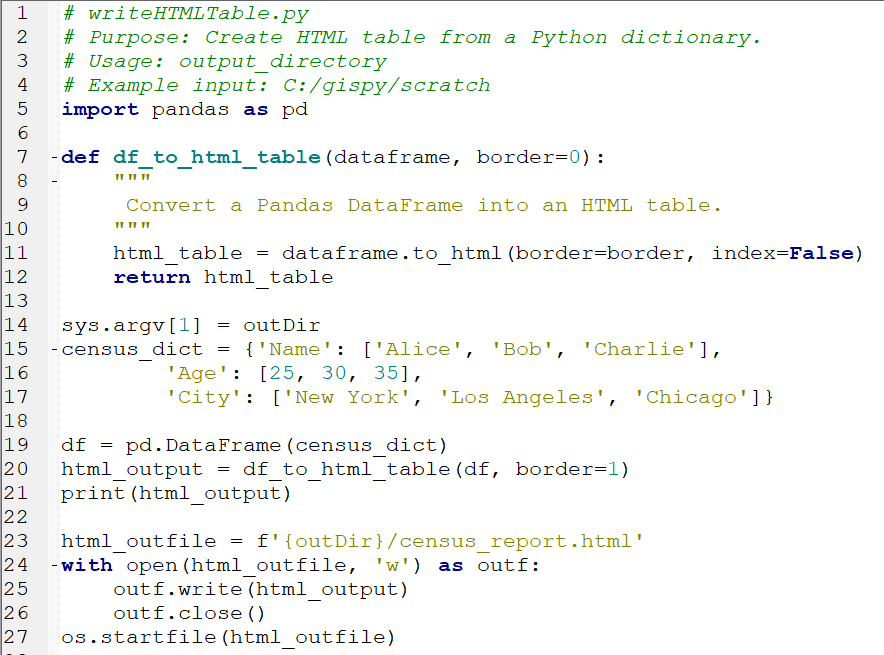 1 # writeHTMLTable.py
2 # Purpose: Create HTML table from a Python dictionary.
3 # Usage: output_directory
4 # Example input: C:/gispy/scratch
5 import pandas as pd
6
7 -def df_to_html_table(dataframe, border=0):
8 -    """
9      Convert a Pandas DataFrame into an HTML table.
10     """
11     html_table = dataframe.to_html(border=border, index=False)
12     return html_table
13
14 sys.argv[1] = outDir
15 -census_dict = {'Name': ['Alice', 'Bob', 'Charlie'],
16         'Age': [25, 30, 35],
17         'City': ['New York', 'Los Angeles', 'Chicago']}
18
19 df = pd.DataFrame(census_dict)
20 html_output = df_to_html_table(df, border=1)
21 print(html_output)
22
23 html_outfile = f'{outDir}/census_report.html'
24 -with open(html_outfile, 'w') as outf:
25     outf.write(html_output)
26     outf.close()
27 os.startfile(html_outfile)